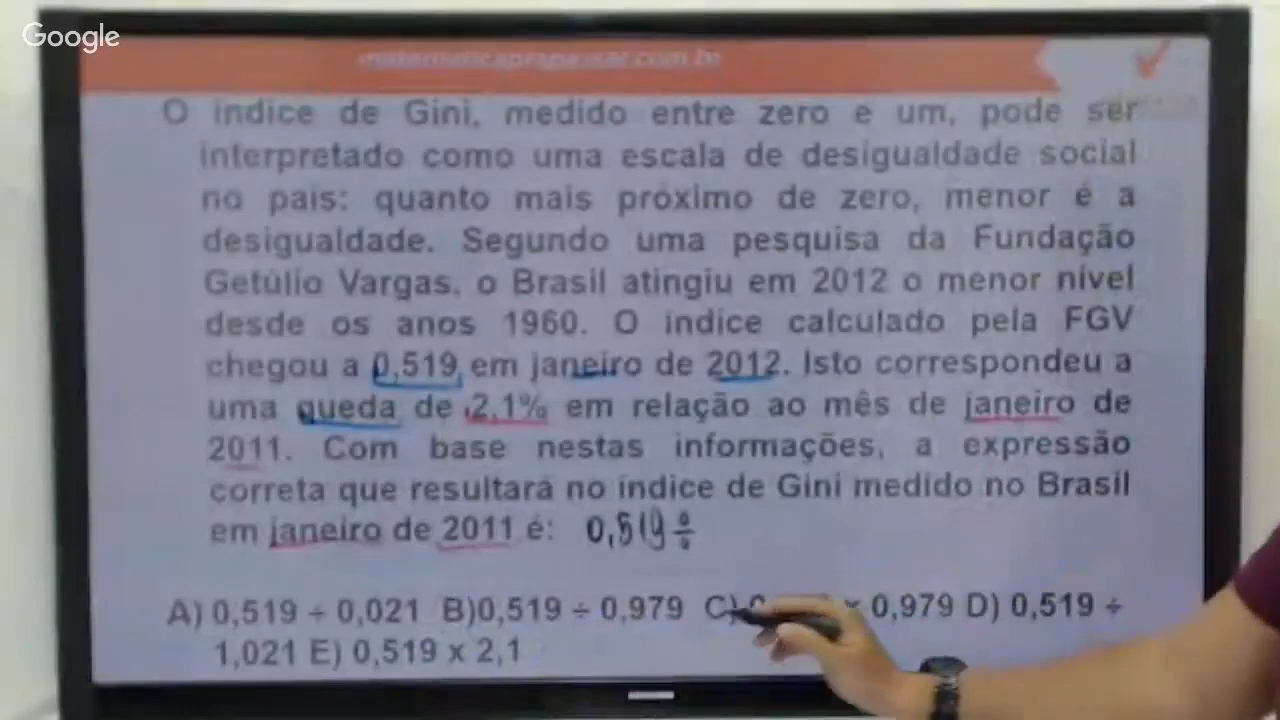 Google
matematicaprapassar.com.br
O índice de Gini, medido entre zero e um, pode ser
interpretado como uma escala de desigualdade social
no país: quanto mais próximo de zero, menor é a
desigualdade. Segundo uma pesquisa da Fundação
Getúlio Vargas, o Brasil atingiu em 2012 o menor nível
desde os anos 1960. O índice calculado pela FGV
chegou a 0,519 em janeiro de 2012. Isto correspondeu a
uma queda de 2,1% em relação ao mês de janeiro de
2011. Com base nestas informações, a expressão
correta que resultará no índice de Gini medido no Brasil
em janeiro de 2011 é: 0,519 ÷
A) 0,519 ÷ 0,021 B)0,519 ÷ 0,979 C) x 0,979 D) 0,519 ÷
1,021 E) 0,519 x 2,1